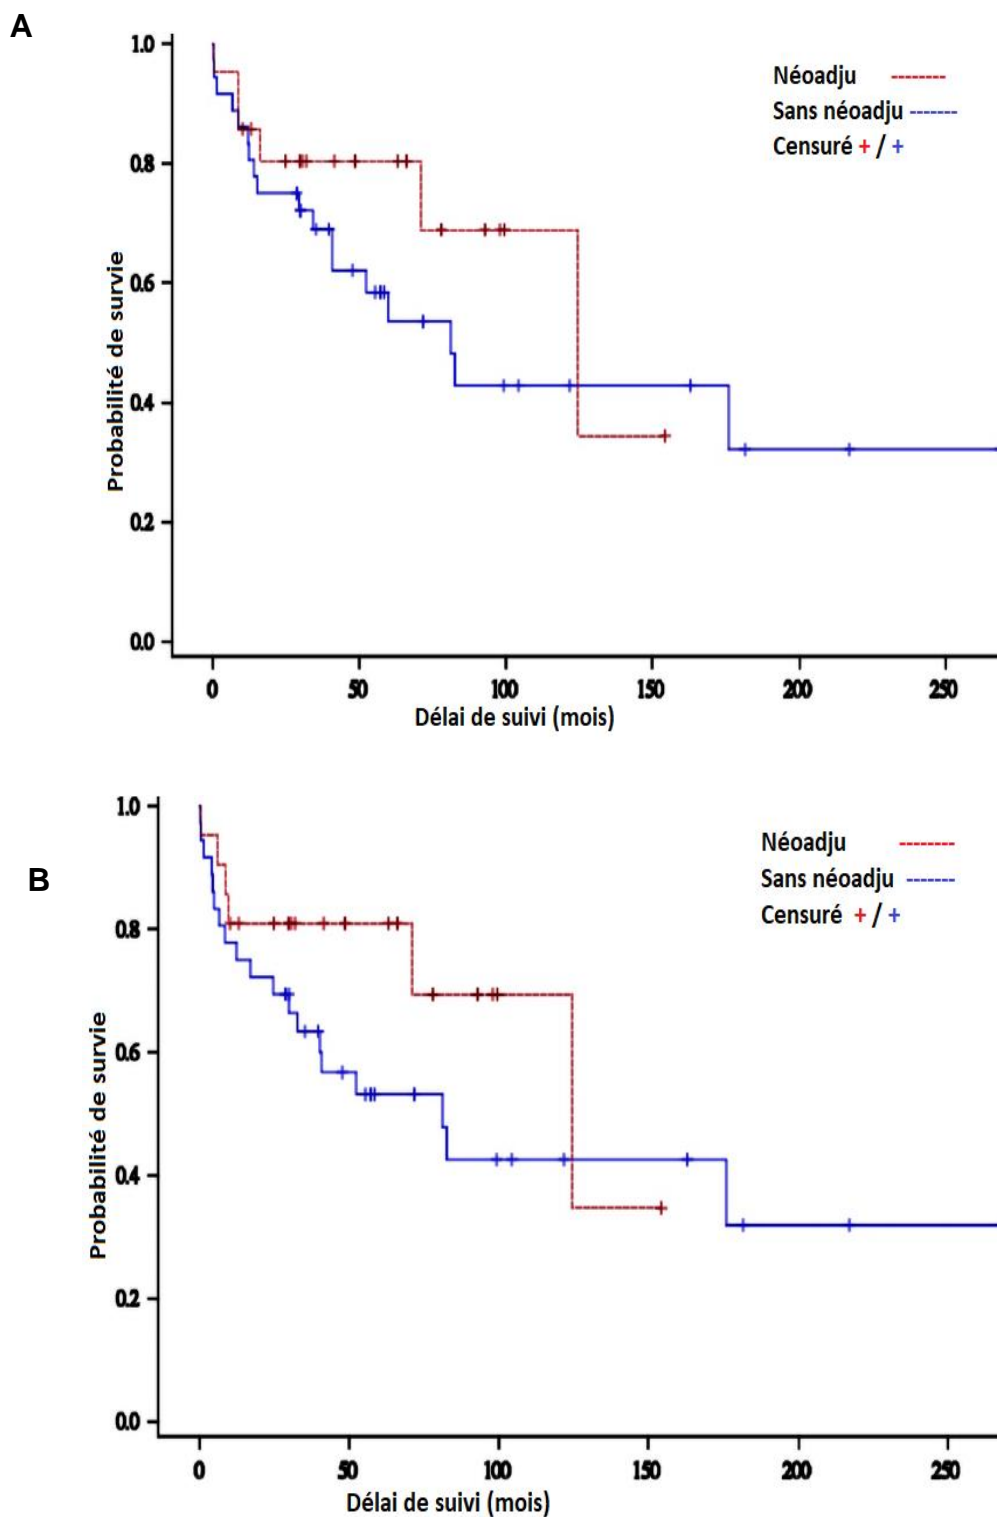 A
1.0
0.8
0.6
0.4
0.2
0.0
Probabilité de survie
Néoadju
Sans néoadju
Censuré + / +
0 50 100 150 200 250
Délai de suivi (mois)
B
1.0
0.8
0.6
0.4
0.2
0.0
Probabilité de survie
Néoadju
Sans néoadju
Censuré + / +
0 50 100 150 200 250
Délai de suivi (mois)